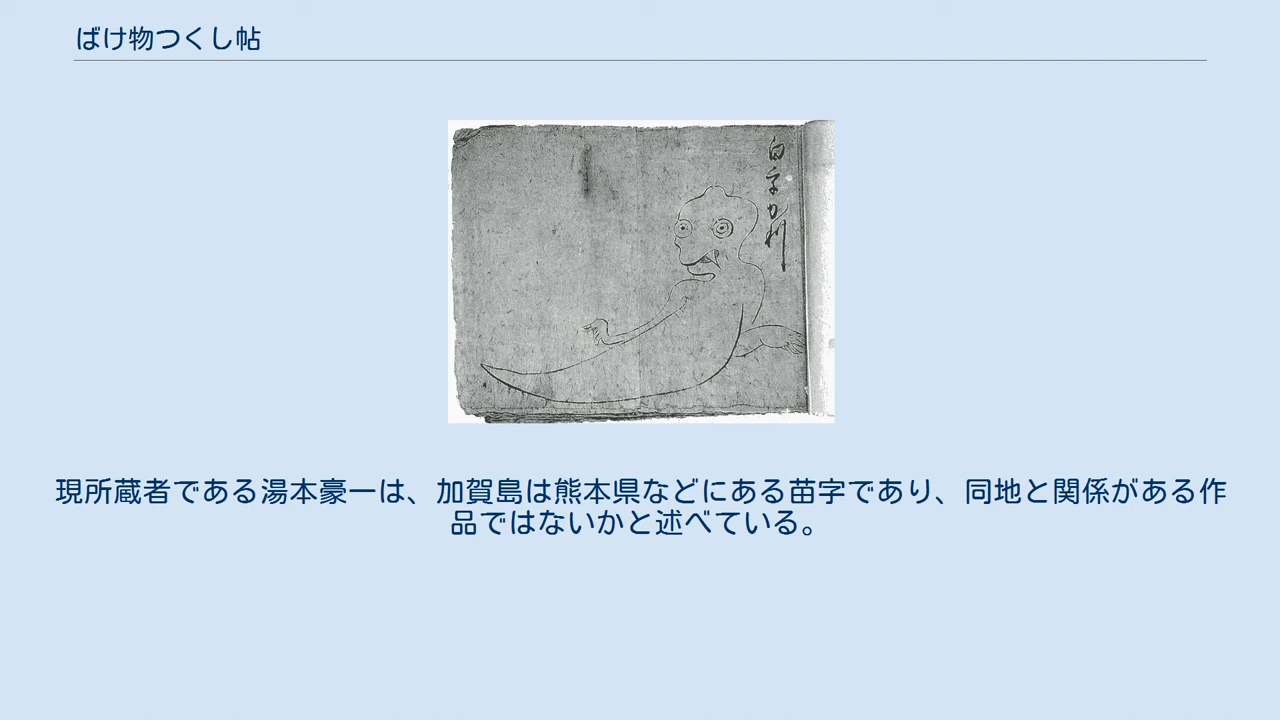 ばけ物つくし帖
現所蔵者である湯本豪一は、加賀島は熊本県などにある苗字であり、同地と関係がある作
品ではないかと述べている。